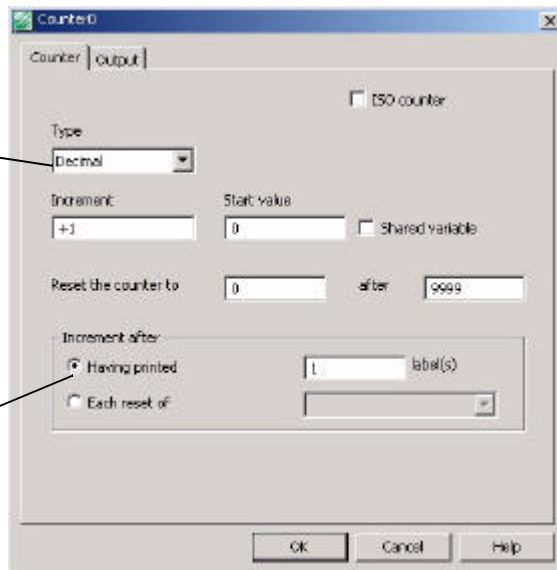 Counter0
Counter Output
ISO counter
Type
Decimal
Increment Start value
+1 0 Shared variable
Reset the counter to 0 after 9999
Increment after
Having printed 1 label(s)
Each reset of
OK Cancel Help